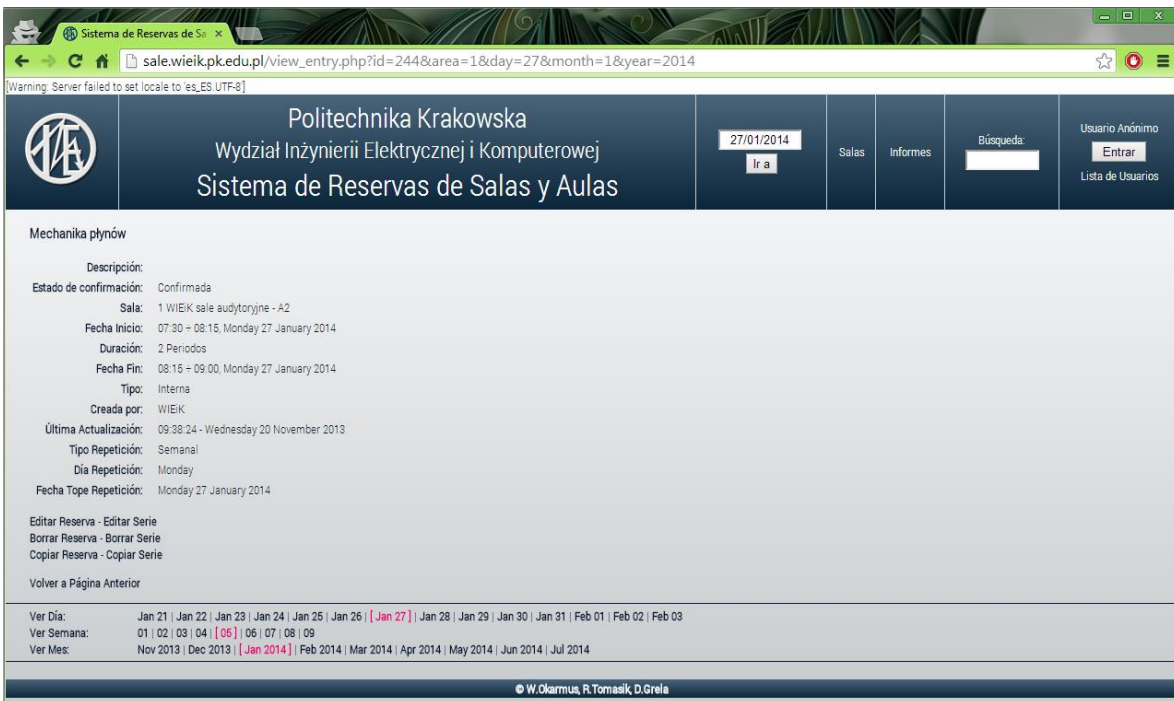 Sistema de Reservas de Sa
sale.wieik.pk.edu.pl/view_entry.php?id=244&area=1&day=27&month=1&year=2014
[Warning: Server failed to set locale to 'es_ES.UTF-8']
Politechnika Krakowska
Wydział Inżynierii Elektrycznej i Komputerowej
Sistema de Reservas de Salas y Aulas
27/01/2014
Ir a
Salas
Informes
Búsqueda:
Usuario Anónimo
Entrar
Lista de Usuarios
Mechanika płynów
Descripción:
Estado de confirmación: Confirmada
Sala: 1 WIEiK sale audytoryjne - A2
Fecha Inicio: 07:30 ÷ 08:15, Monday 27 January 2014
Duración: 2 Periodos
Fecha Fin: 08:15 ÷ 09:00, Monday 27 January 2014
Tipo: Interna
Creada por: WIEiK
Última Actualización: 09:38:24 - Wednesday 20 November 2013
Tipo Repetición: Semanal
Día Repetición: Monday
Fecha Tope Repetición: Monday 27 January 2014
Editar Reserva - Editar Serie
Borrar Reserva - Borrar Serie
Copiar Reserva - Copiar Serie
Volver a Página Anterior
Ver Día: Jan 21 | Jan 22 | Jan 23 | Jan 24 | Jan 25 | Jan 26 | [ Jan 27 ] | Jan 28 | Jan 29 | Jan 30 | Jan 31 | Feb 01 | Feb 02 | Feb 03
Ver Semana: 01 | 02 | 03 | 04 | [ 05 ] | 06 | 07 | 08 | 09
Ver Mes: Nov 2013 | Dec 2013 | [ Jan 2014 ] | Feb 2014 | Mar 2014 | Apr 2014 | May 2014 | Jun 2014 | Jul 2014
© W.Okarmus, R.Tomasik, D.Grela